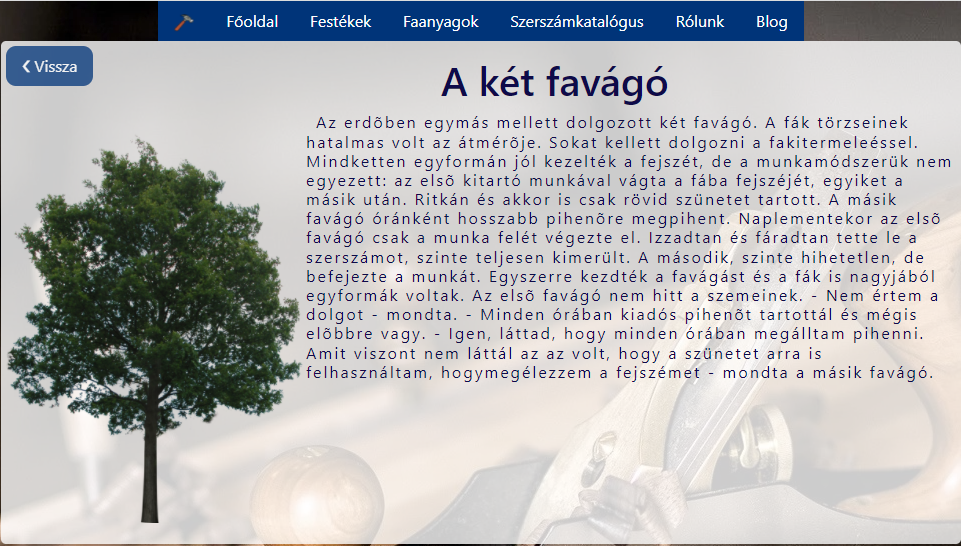 Főoldal Festékek Faanyagok Szerszámkatalógus Rólunk Blog
❮ Vissza
A két favágó
Az erdõben egymás mellett dolgozott két favágó. A fák törzseinek
hatalmas volt az átmérõje. Sokat kellett dolgozni a fakitermeleéssel.
Mindketten egyformán jól kezelték a fejszét, de a munkamódszerük nem
egyezett: az elsõ kitartó munkával vágta a fába fejszéjét, egyiket a
másik után. Ritkán és akkor is csak rövid szünetet tartott. A másik
favágó óránként hosszabb pihenõre megpihent. Naplementekor az elsõ
favágó csak a munka felét végezte el. Izzadtan és fáradtan tette le a
szerszámot, szinte teljesen kimerült. A második, szinte hihetetlen, de
befejezte a munkát. Egyszerre kezdték a favágást és a fák is nagyjából
egyformák voltak. Az elsõ favágó nem hitt a szemeinek. - Nem értem a
dolgot - mondta. - Minden órában kiadós pihenõt tartottál és mégis
elõbbre vagy. - Igen, láttad, hogy minden órában megálltam pihenni.
Amit viszont nem láttál az az volt, hogy a szünetet arra is
felhasználtam, hogymegélezzem a fejszémet - mondta a másik favágó.